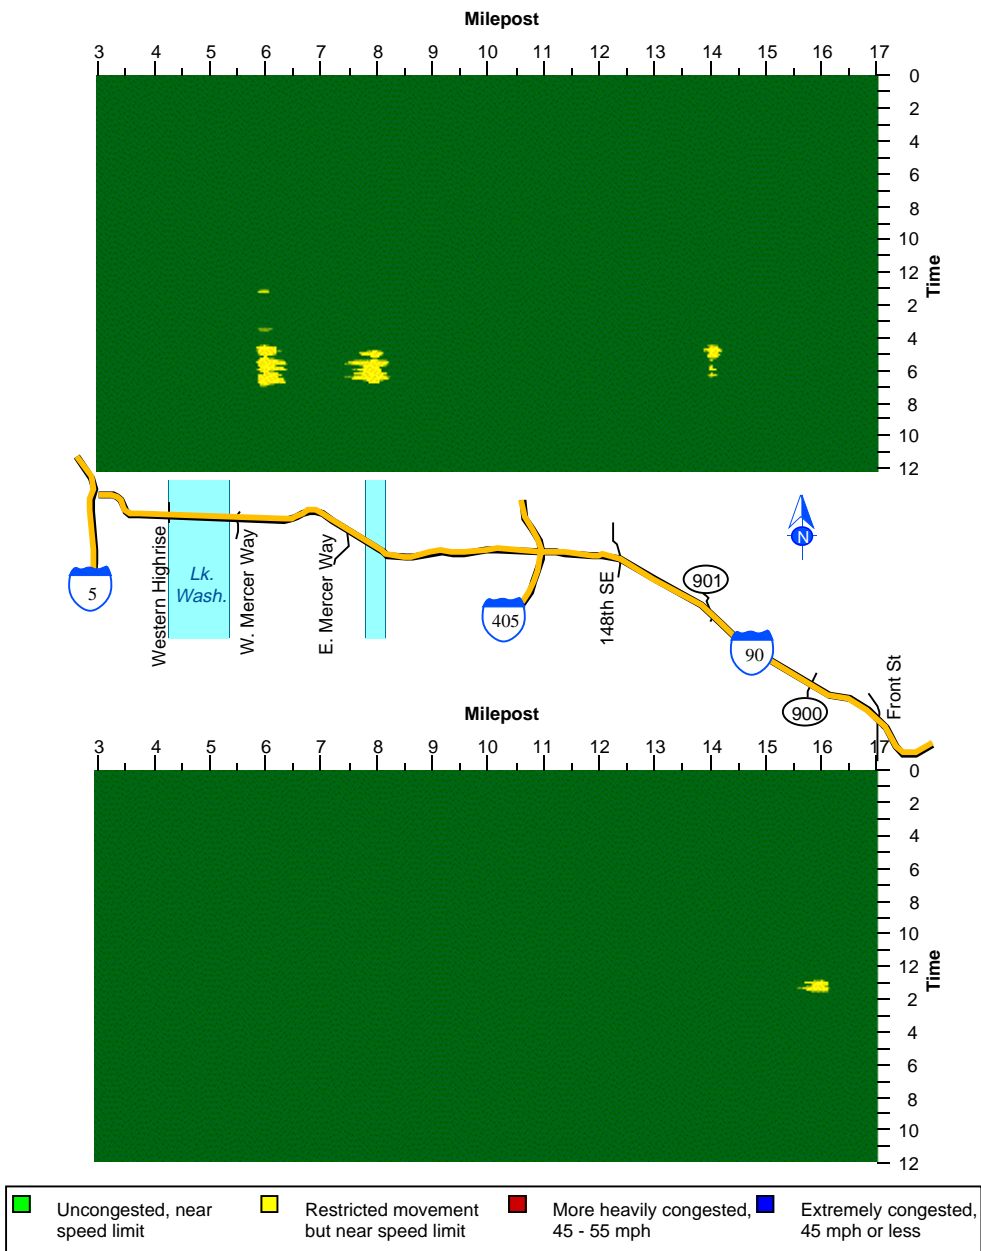 Milepost
3 4 5 6 7 8 9 10 11 12 13 14 15 16 17
0
2
4
6
8
10
12
2
4
6
8
10
12
Time
Western Highrise
Lk.
Wash.
W. Mercer Way
E. Mercer Way
148th SE
Front St
5
405
901
90
900
N
Milepost
3 4 5 6 7 8 9 10 11 12 13 14 15 16 17
0
2
4
6
8
10
12
2
4
6
8
10
12
Time
Uncongested, near
speed limit
Restricted movement
but near speed limit
More heavily congested,
45 - 55 mph
Extremely congested,
45 mph or less